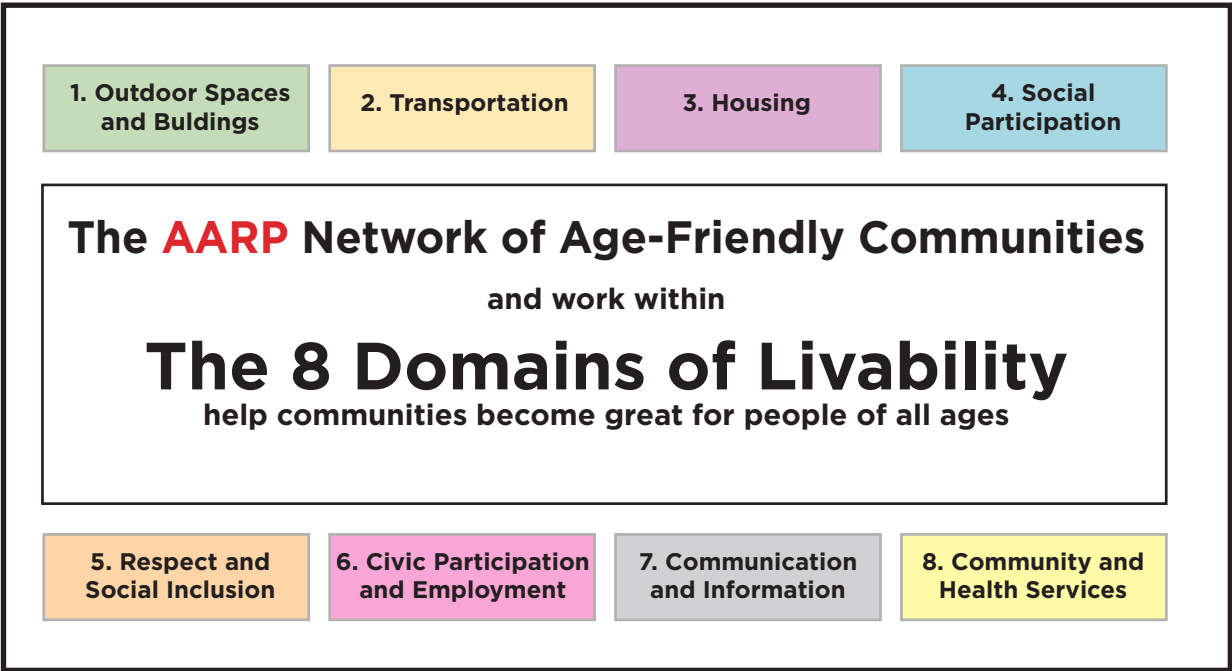 1. Outdoor Spaces
and Buldings
2. Transportation
3. Housing
4. Social
Participation
The AARP Network of Age-Friendly Communities
and work within
The 8 Domains of Livability
help communities become great for people of all ages
5. Respect and
Social Inclusion
6. Civic Participation
and Employment
7. Communication
and Information
8. Community and
Health Services